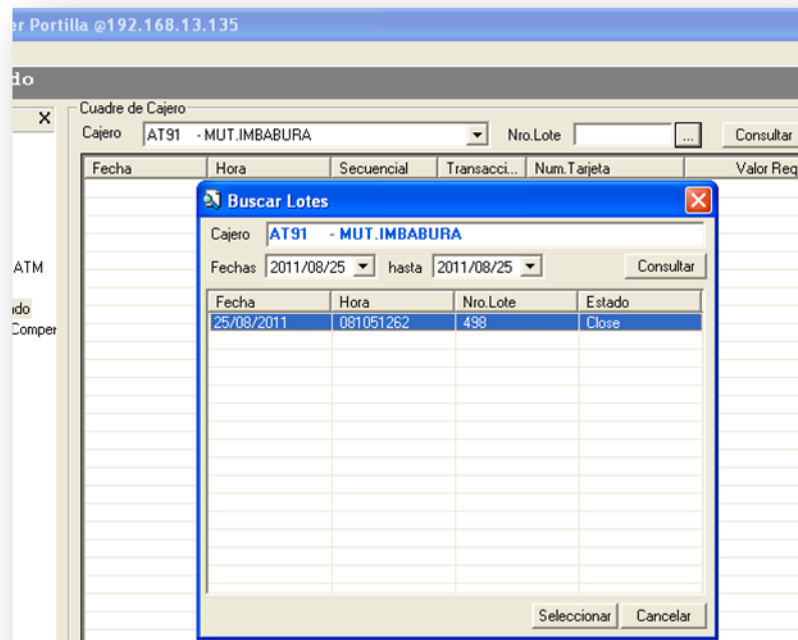 er Portilla @192.168.13.135
do
X
Cuadre de Cajero
Cajero AT91 - MUT.IMBABURA Nro.Lote ... Consultar
Fecha Hora Secuencial Transacci... Num.Tarjeta Valor Req
Buscar Lotes
Cajero AT91 - MUT.IMBABURA
Fechas 2011/08/25 hasta 2011/08/25 Consultar
Fecha Hora Nro.Lote Estado
25/08/2011 081051262 498 Close
ATM
do
Comper
Seleccionar Cancelar